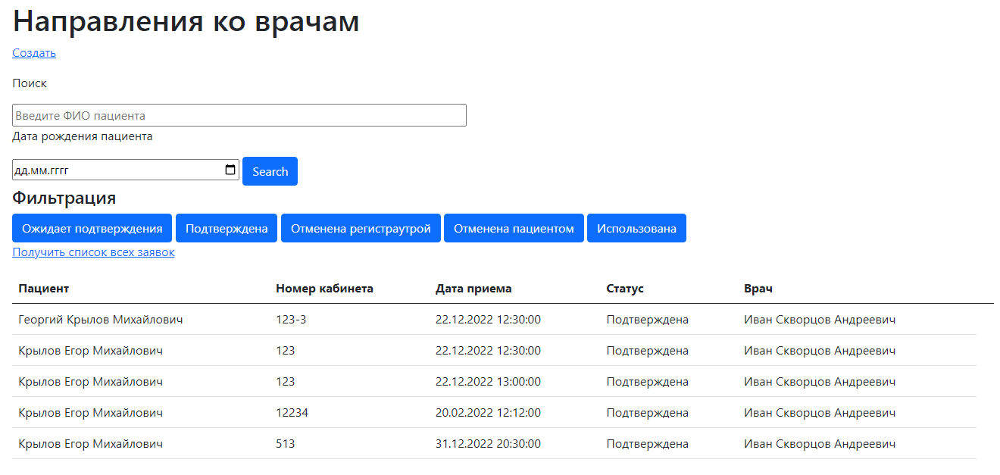 Направления ко врачам
Создать
Поиск
Введите ФИО пациента
Дата рождения пациента
дд.мм.гггг Search
Фильтрация
Ожидает подтверждения Подтверждена Отменена регистраутрой Отменена пациентом Использована
Получить список всех заявок
Пациент Номер кабинета Дата приема Статус Врач
Георгий Крылов Михайлович 123-3 22.12.2022 12:30:00 Подтверждена Иван Скворцов Андреевич
Крылов Егор Михайлович 123 22.12.2022 12:30:00 Подтверждена Иван Скворцов Андреевич
Крылов Егор Михайлович 123 22.12.2022 13:00:00 Подтверждена Иван Скворцов Андреевич
Крылов Егор Михайлович 12234 20.02.2022 12:12:00 Подтверждена Иван Скворцов Андреевич
Крылов Егор Михайлович 513 31.12.2022 20:30:00 Подтверждена Иван Скворцов Андреевич